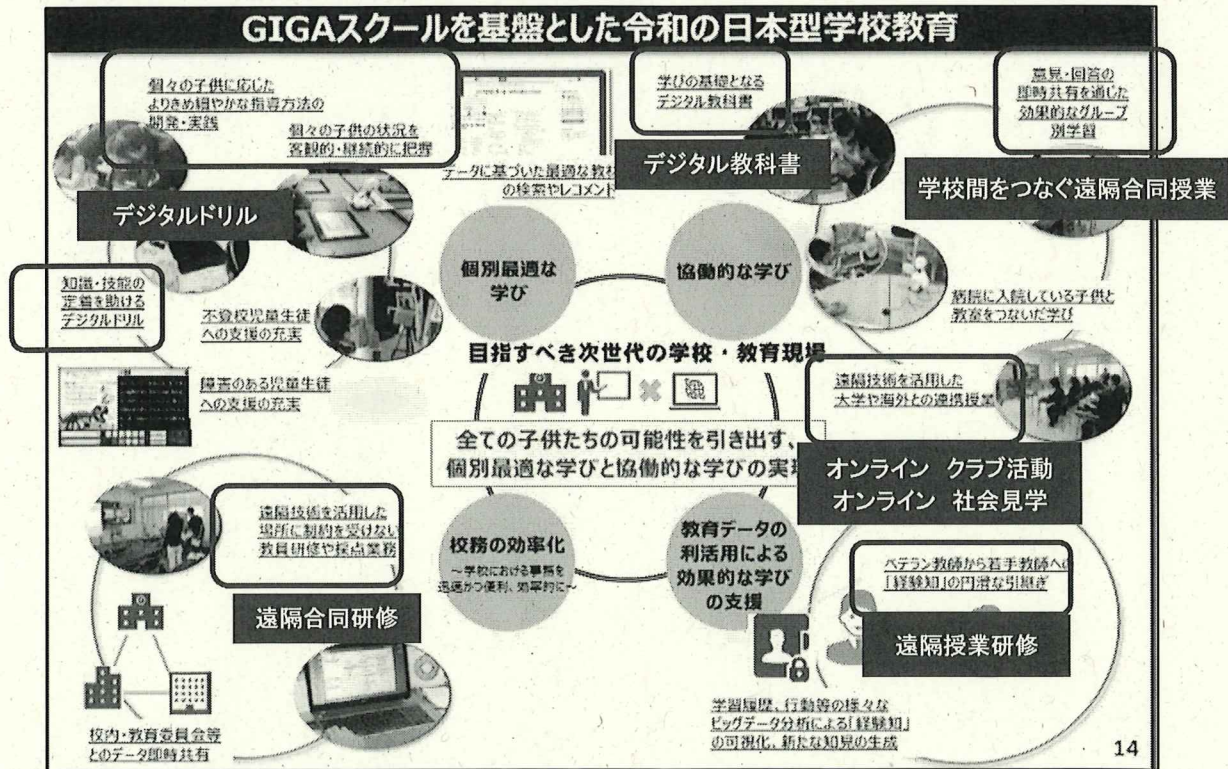 GIGAスクールを基盤とした令和の日本型学校教育
個々の子供に応じた
よりきめ細やかな指導方法の
開発・実践
個々の子供の状況を
客観的・継続的に把握
データに基づいた最適な教材
の検索やレコメンド
デジタルドリル
知識・技能の
定着を助ける
デジタルドリル
不登校児童生徒
への支援の充実
障害のある児童生徒
への支援の充実
個別最適な
学び
学びの基礎となる
デジタル教科書
デジタル教科書
意見・回答の
即時共有を通じた
効果的なグループ
別学習
学校間をつなぐ遠隔合同授業
協働的な学び
病院に入院している子供と
教室をつないだ学び
遠隔技術を活用した
大学や海外との連携授業
オンライン クラブ活動
オンライン 社会見学
目指すべき次世代の学校・教育現場
全ての子供たちの可能性を引き出す、
個別最適な学びと協働的な学びの実現
遠隔技術を活用した
場所に制約を受けない
教員研修や採点業務
遠隔合同研修
校内・教育委員会等
とのデータ即時共有
校務の効率化
～学校における事務を
迅速かつ便利、効率的に～
教育データの
利活用による
効果的な学び
の支援
ベテラン教師から若手教師への
「経験知」の円滑な引継ぎ
遠隔授業研修
学習履歴、行動等の様々な
ビッグデータ分析による「経験知」
の可視化、新たな知見の生成
14